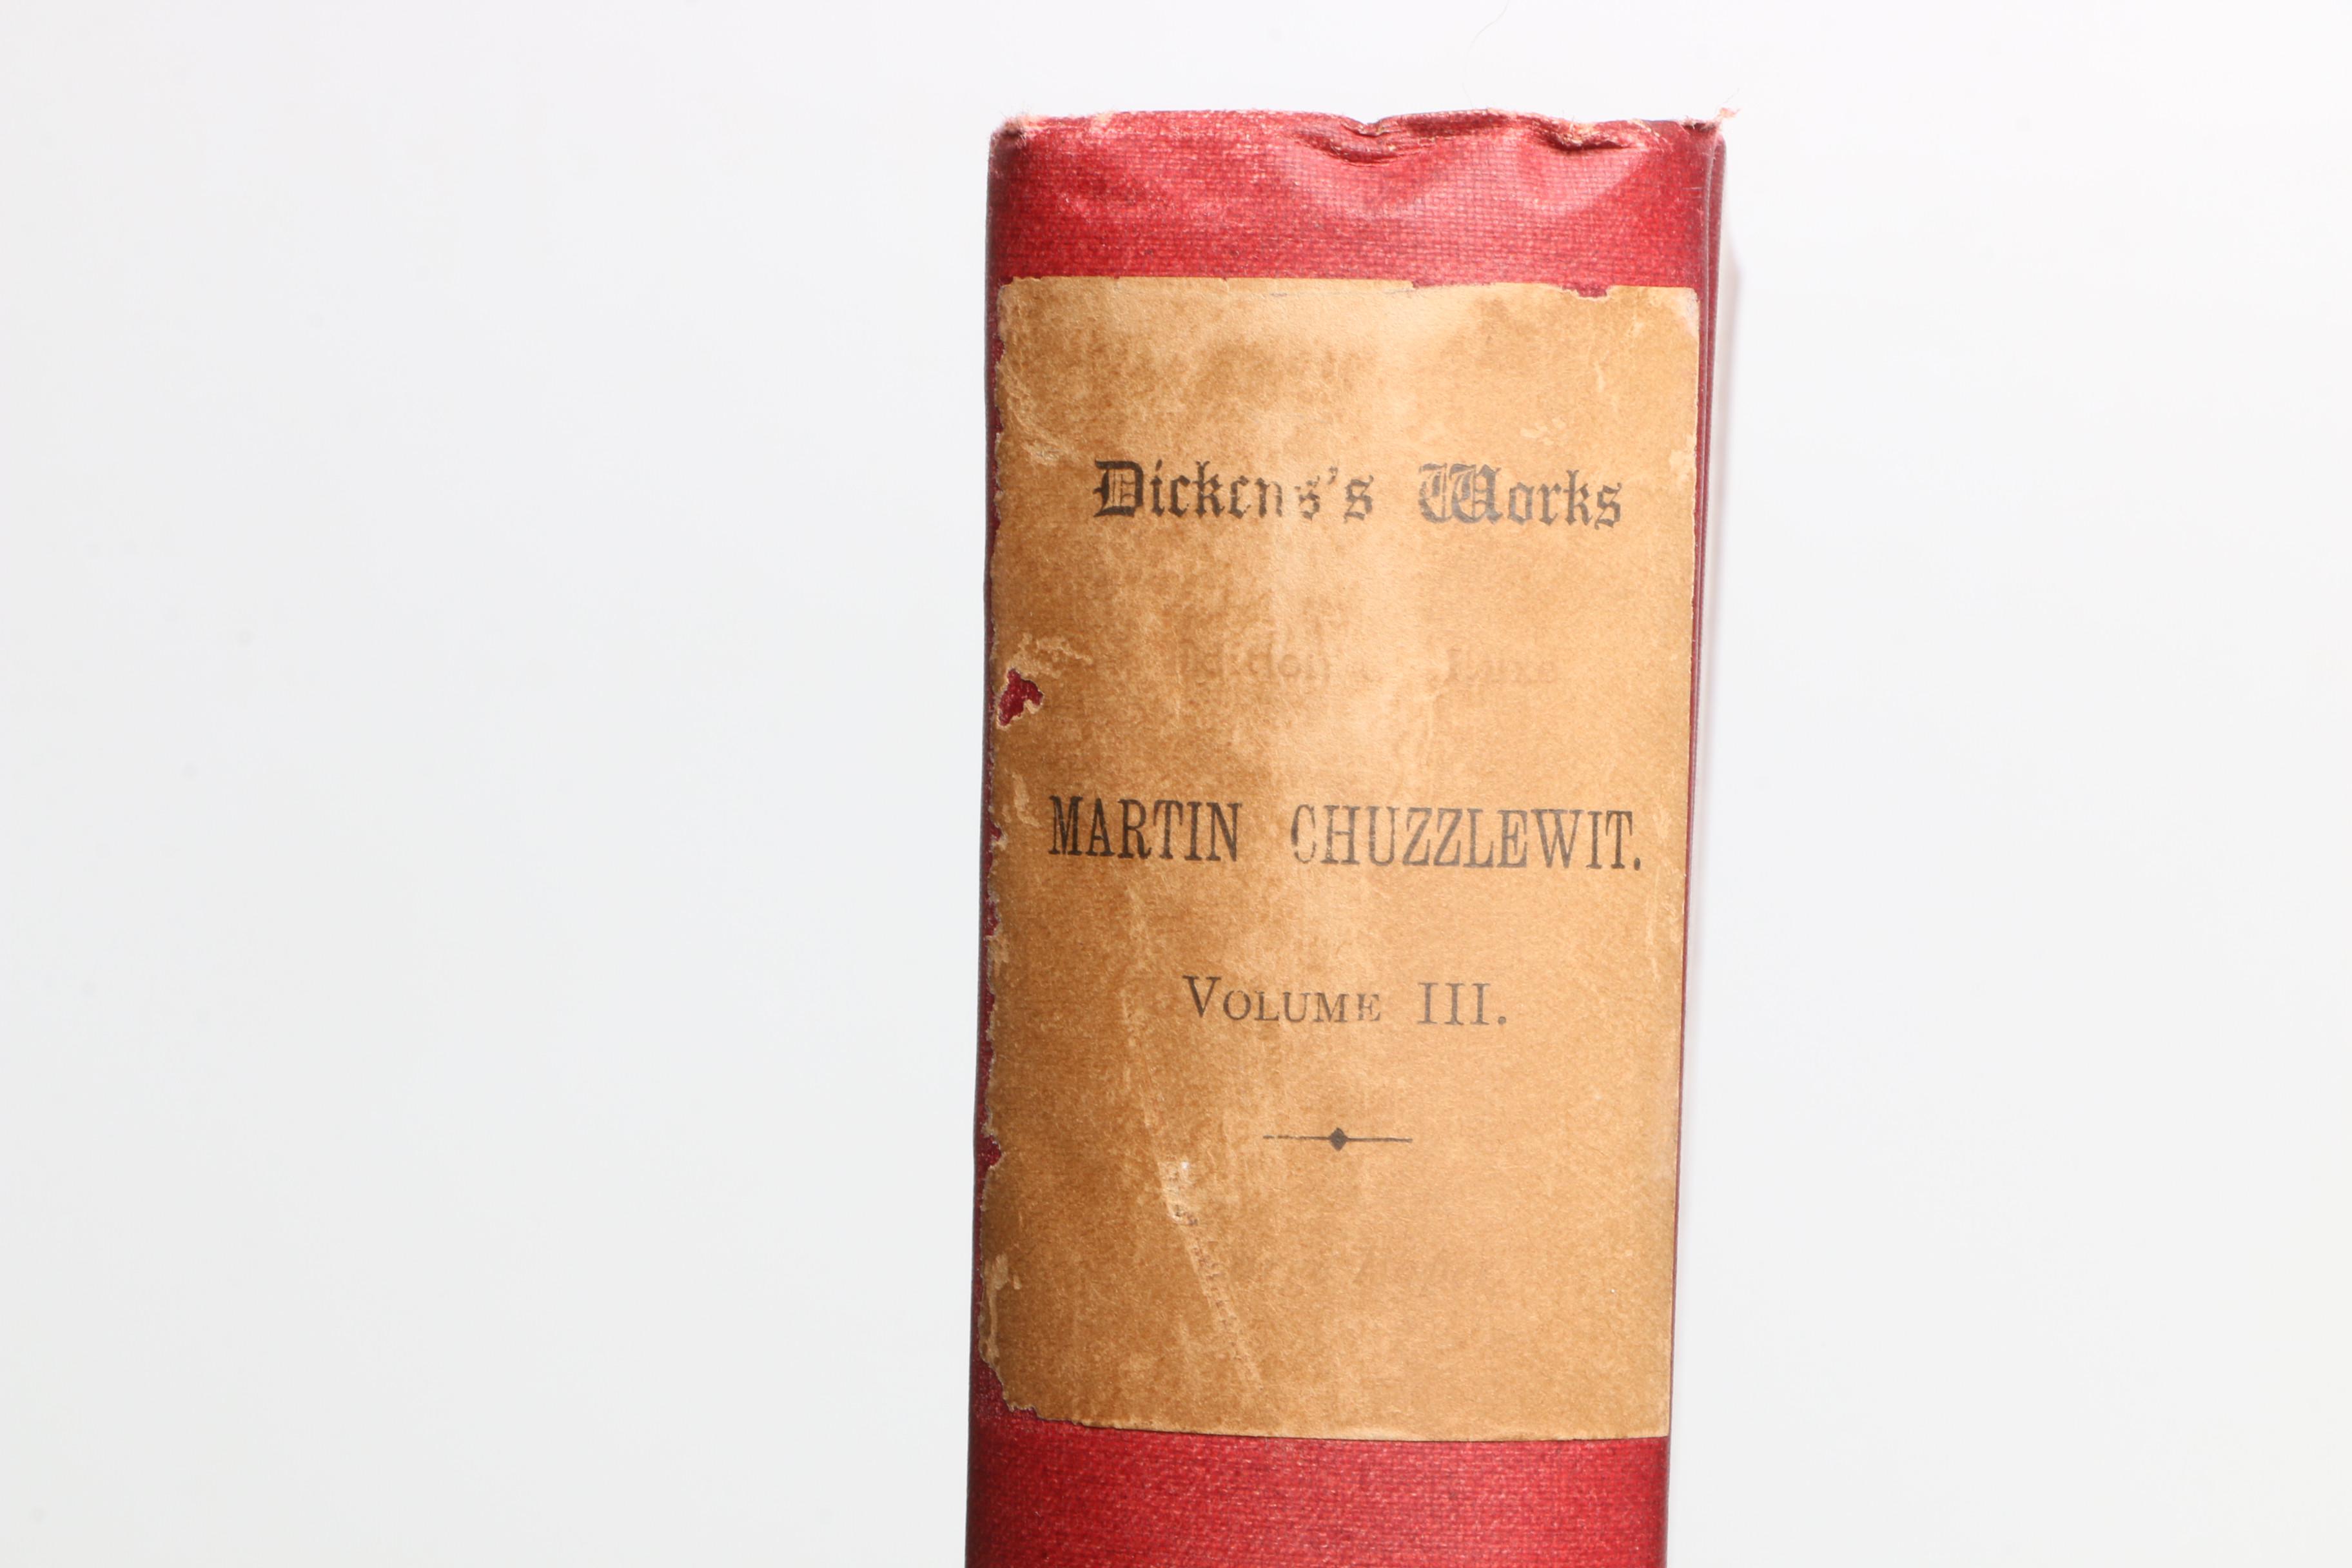 Dickens's Works
MARTIN CHUZZLEWIT.
VOLUME III.